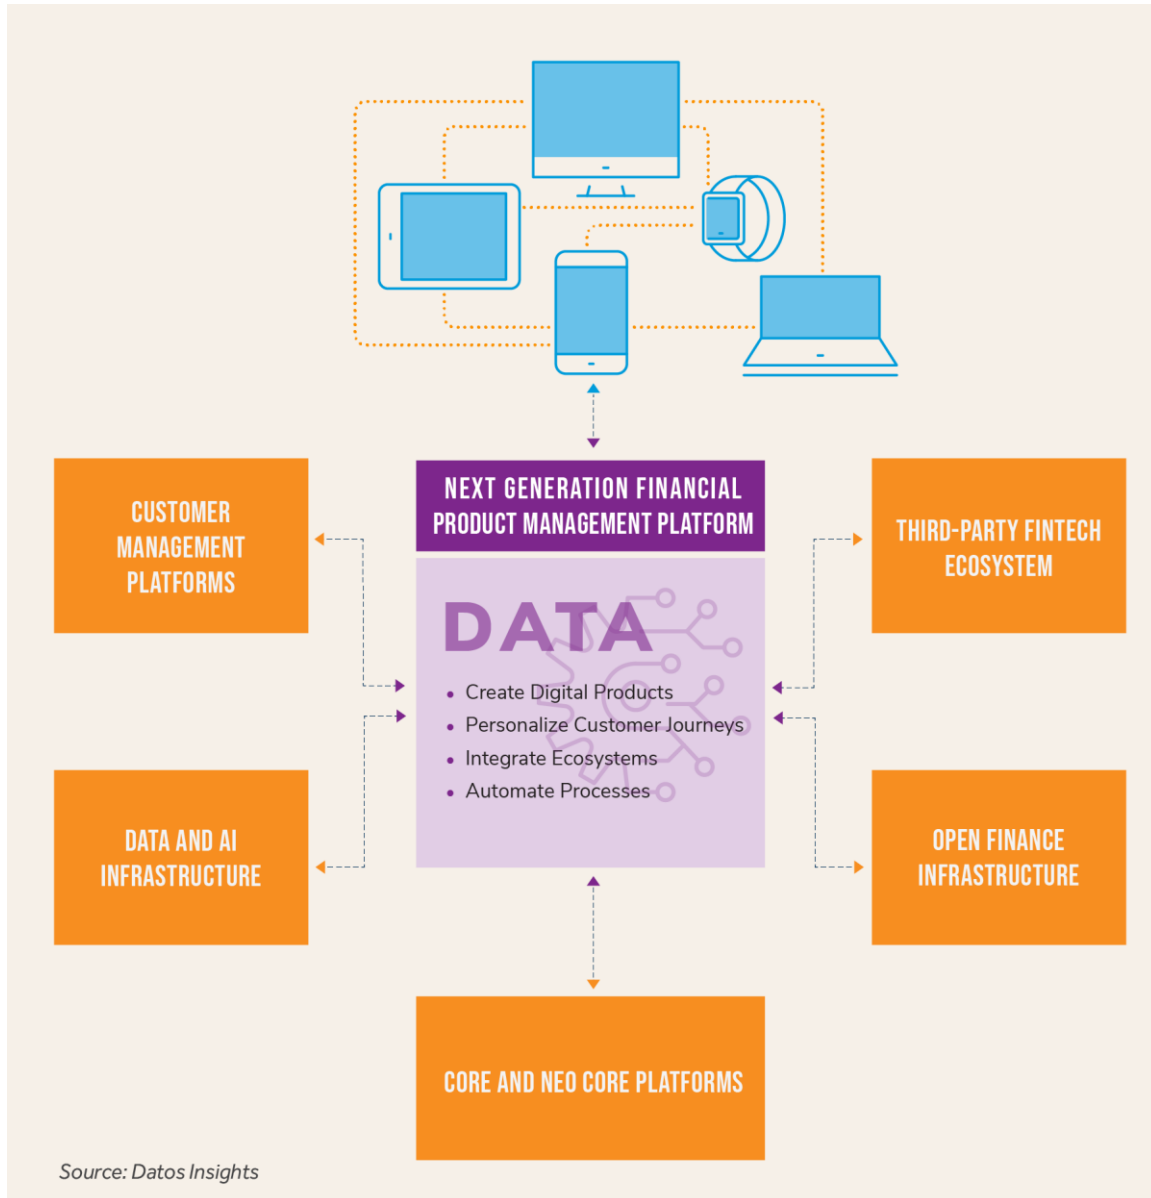 NEXT GENERATION FINANCIAL
PRODUCT MANAGEMENT PLATFORM
CUSTOMER
MANAGEMENT
PLATFORMS
THIRD-PARTY FINTECH
ECOSYSTEM
DATA
• Create Digital Products
• Personalize Customer Journeys
• Integrate Ecosystems
• Automate Processes
DATA AND AI
INFRASTRUCTURE
OPEN FINANCE
INFRASTRUCTURE
CORE AND NEO CORE PLATFORMS
Source: Datos Insights